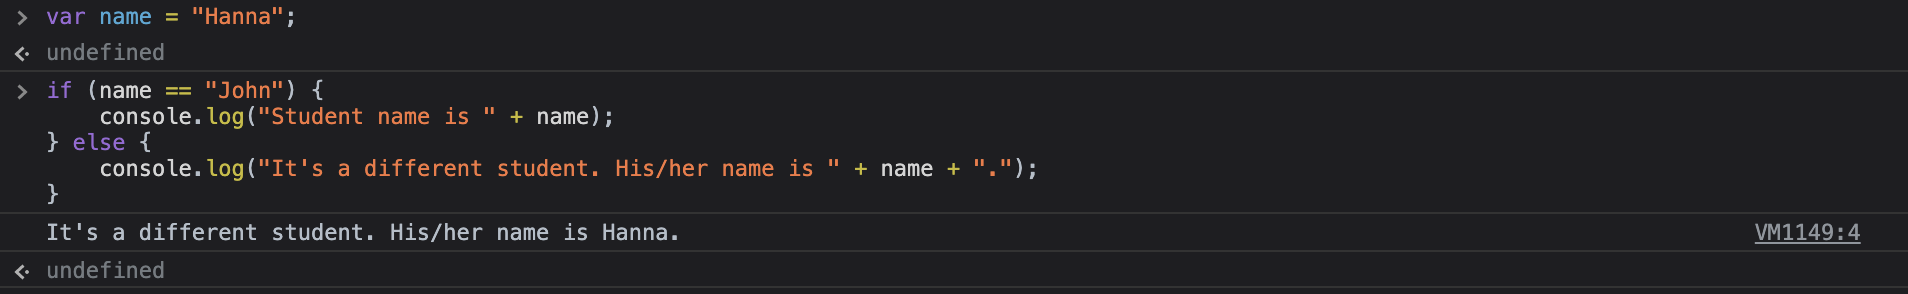 var name = "Hanna";
undefined
if (name == "John") {
    console.log("Student name is " + name);
} else {
    console.log("It's a different student. His/her name is " + name + ".");
}
It's a different student. His/her name is Hanna. VM1149:4
undefined